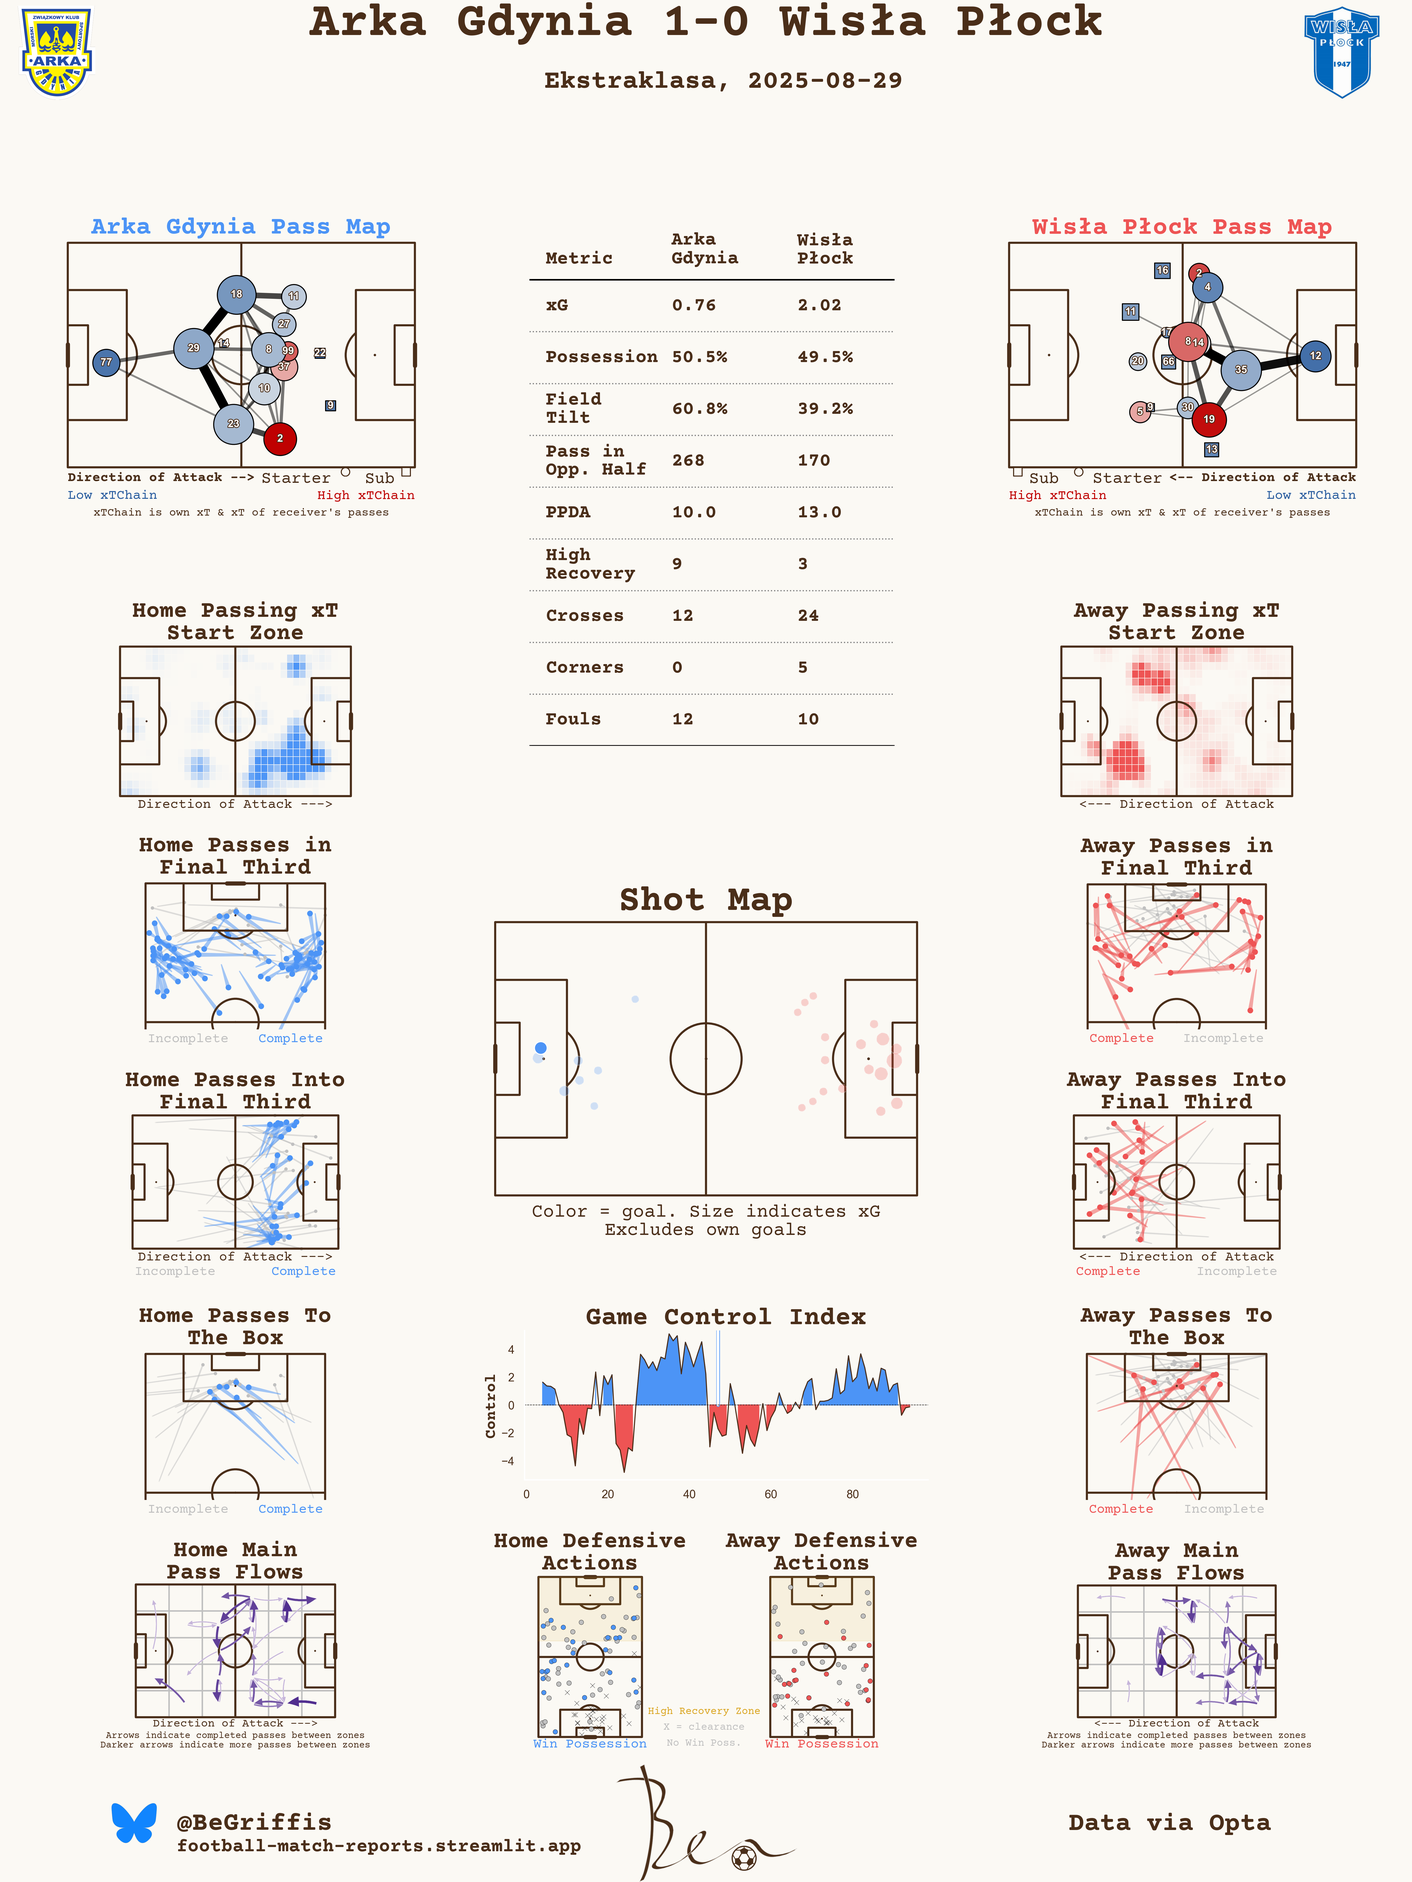 Arka Gdynia 1-0 Wisła Płock
Ekstraklasa, 2025-08-29
ZWIĄZKOWY KLUB
SPORTOWY
ARKA
GDYNIA
WISŁA
PŁOCK
1947
Arka Gdynia Pass Map
18
11
27
29
14
8
99
22
77
37
10
9
23
2
Direction of Attack --> Starter Sub
Low xTChain High xTChain
xTChain is own xT & xT of receiver's passes
Metric Arka Gdynia Wisła Płock
xG 0.76 2.02
Possession 50.5% 49.5%
Field Tilt 60.8% 39.2%
Pass in Opp. Half 268 170
PPDA 10.0 13.0
High Recovery 9 3
Crosses 12 24
Corners 0 5
Fouls 12 10
Wisła Płock Pass Map
16
2
4
11
17
8
14
20
66
35
12
5
9
30
19
13
Sub Starter <-- Direction of Attack
High xTChain Low xTChain
xTChain is own xT & xT of receiver's passes
Home Passing xT
Start Zone
Direction of Attack --->
Away Passing xT
Start Zone
<--- Direction of Attack
Home Passes in
Final Third
Incomplete Complete
Away Passes in
Final Third
Complete Incomplete
Shot Map
Color = goal. Size indicates xG
Excludes own goals
Home Passes Into
Final Third
Direction of Attack --->
Incomplete Complete
Away Passes Into
Final Third
<--- Direction of Attack
Complete Incomplete
Home Passes To
The Box
Incomplete Complete
Game Control Index
Control
4
2
0
−2
−4
0 20 40 60 80
Away Passes To
The Box
Complete Incomplete
Home Main
Pass Flows
Direction of Attack --->
Arrows indicate completed passes between zones
Darker arrows indicate more passes between zones
Home Defensive
Actions
Win Possession
High Recovery Zone
X = clearance
No Win Poss.
Away Defensive
Actions
Win Possession
Away Main
Pass Flows
<--- Direction of Attack
Arrows indicate completed passes between zones
Darker arrows indicate more passes between zones
@BeGriffis
football-match-reports.streamlit.app
Ben
Data via Opta